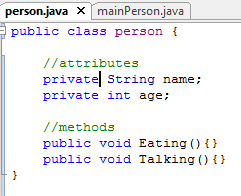 person.java mainPerson.java
public class person {
//attributes
private String name;
private int age;
//methods
public void Eating(){}
public void Talking(){}
}